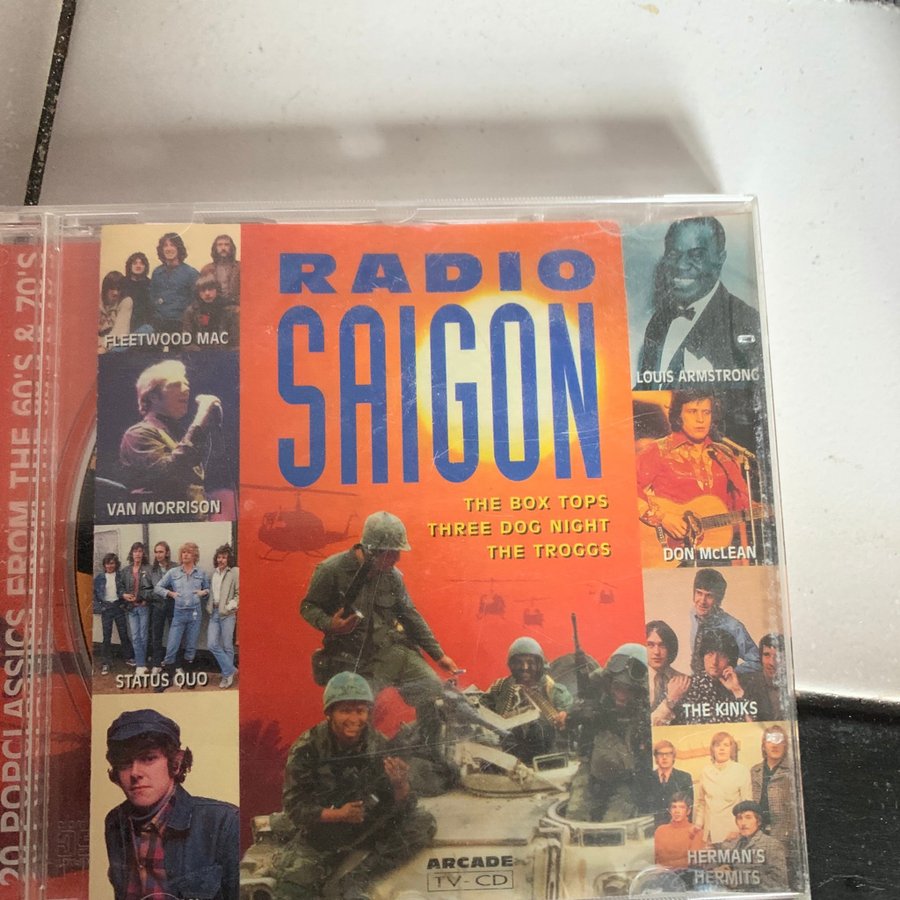 20 POPCLASSICS FROM THE 60'S & 70'S
RADIO
SAIGON
THE BOX TOPS
THREE DOG NIGHT
THE TROGGS
FLEETWOOD MAC
VAN MORRISON
STATUS QUO
LOUIS ARMSTRONG
DON McLEAN
THE KINKS
HERMAN'S
HERMITS
ARCADE
TV-CD